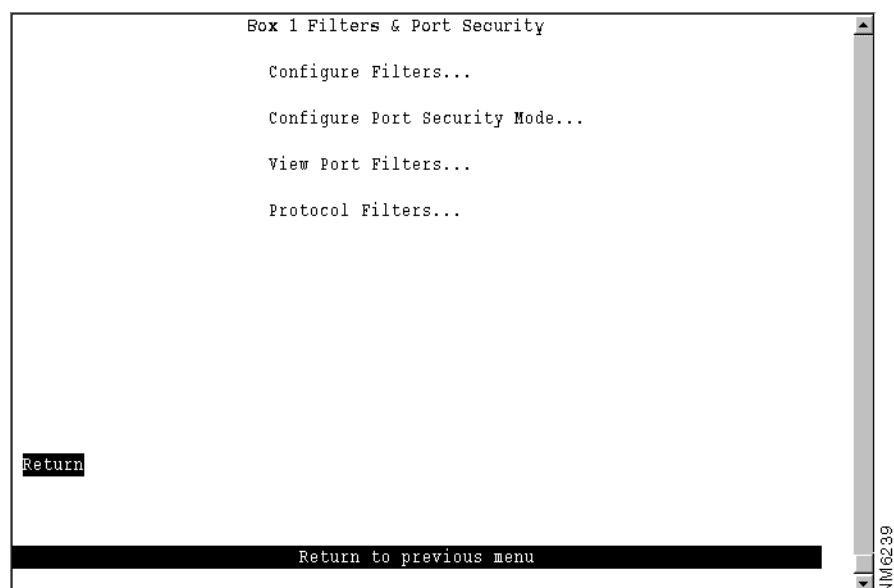 Box 1 Filters & Port Security
Configure Filters...
Configure Port Security Mode...
View Port Filters...
Protocol Filters...
Return
Return to previous menu